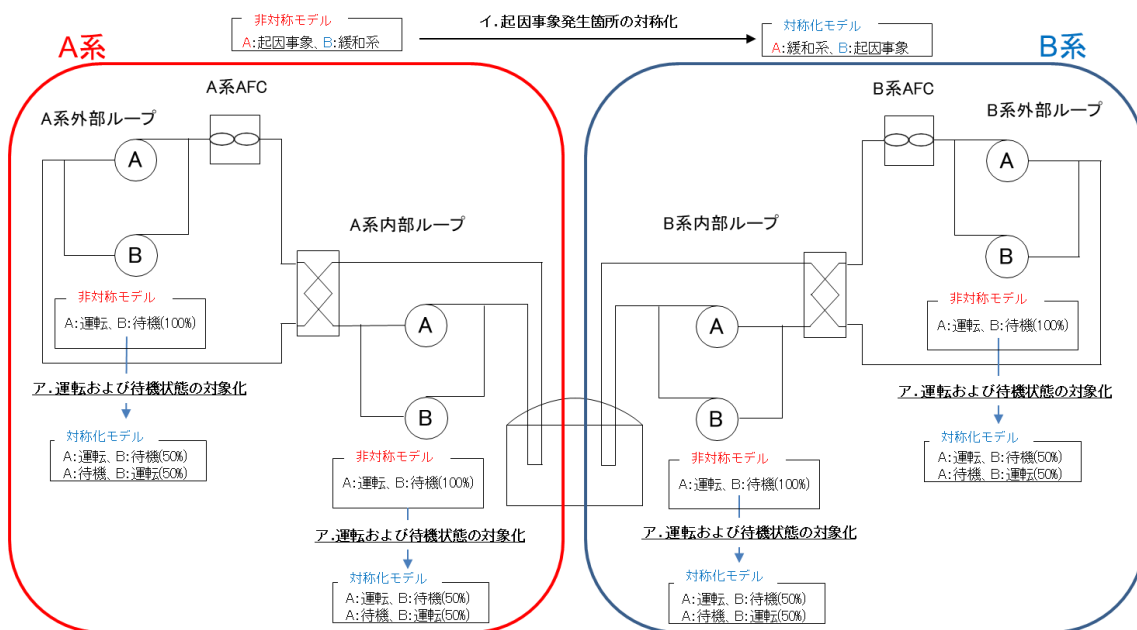 非対称モデル
A:起因事象、B:緩和系
イ.起因事象発生箇所の対称化
対称化モデル
A:緩和系、B:起因事象
A系
B系
A系AFC
A系外部ループ
A
B
A系内部ループ
A
B
非対称モデル
A:運転、B:待機(100%)
ア.運転および待機状態の対象化
対称化モデル
A:運転、B:待機(50%)
A:待機、B:運転(50%)
非対称モデル
A:運転、B:待機(100%)
ア.運転および待機状態の対象化
対称化モデル
A:運転、B:待機(50%)
A:待機、B:運転(50%)
B系AFC
B系外部ループ
A
B
B系内部ループ
A
B
非対称モデル
A:運転、B:待機(100%)
ア.運転および待機状態の対象化
対称化モデル
A:運転、B:待機(50%)
A:待機、B:運転(50%)
非対称モデル
A:運転、B:待機(100%)
ア.運転および待機状態の対象化
対称化モデル
A:運転、B:待機(50%)
A:待機、B:運転(50%)